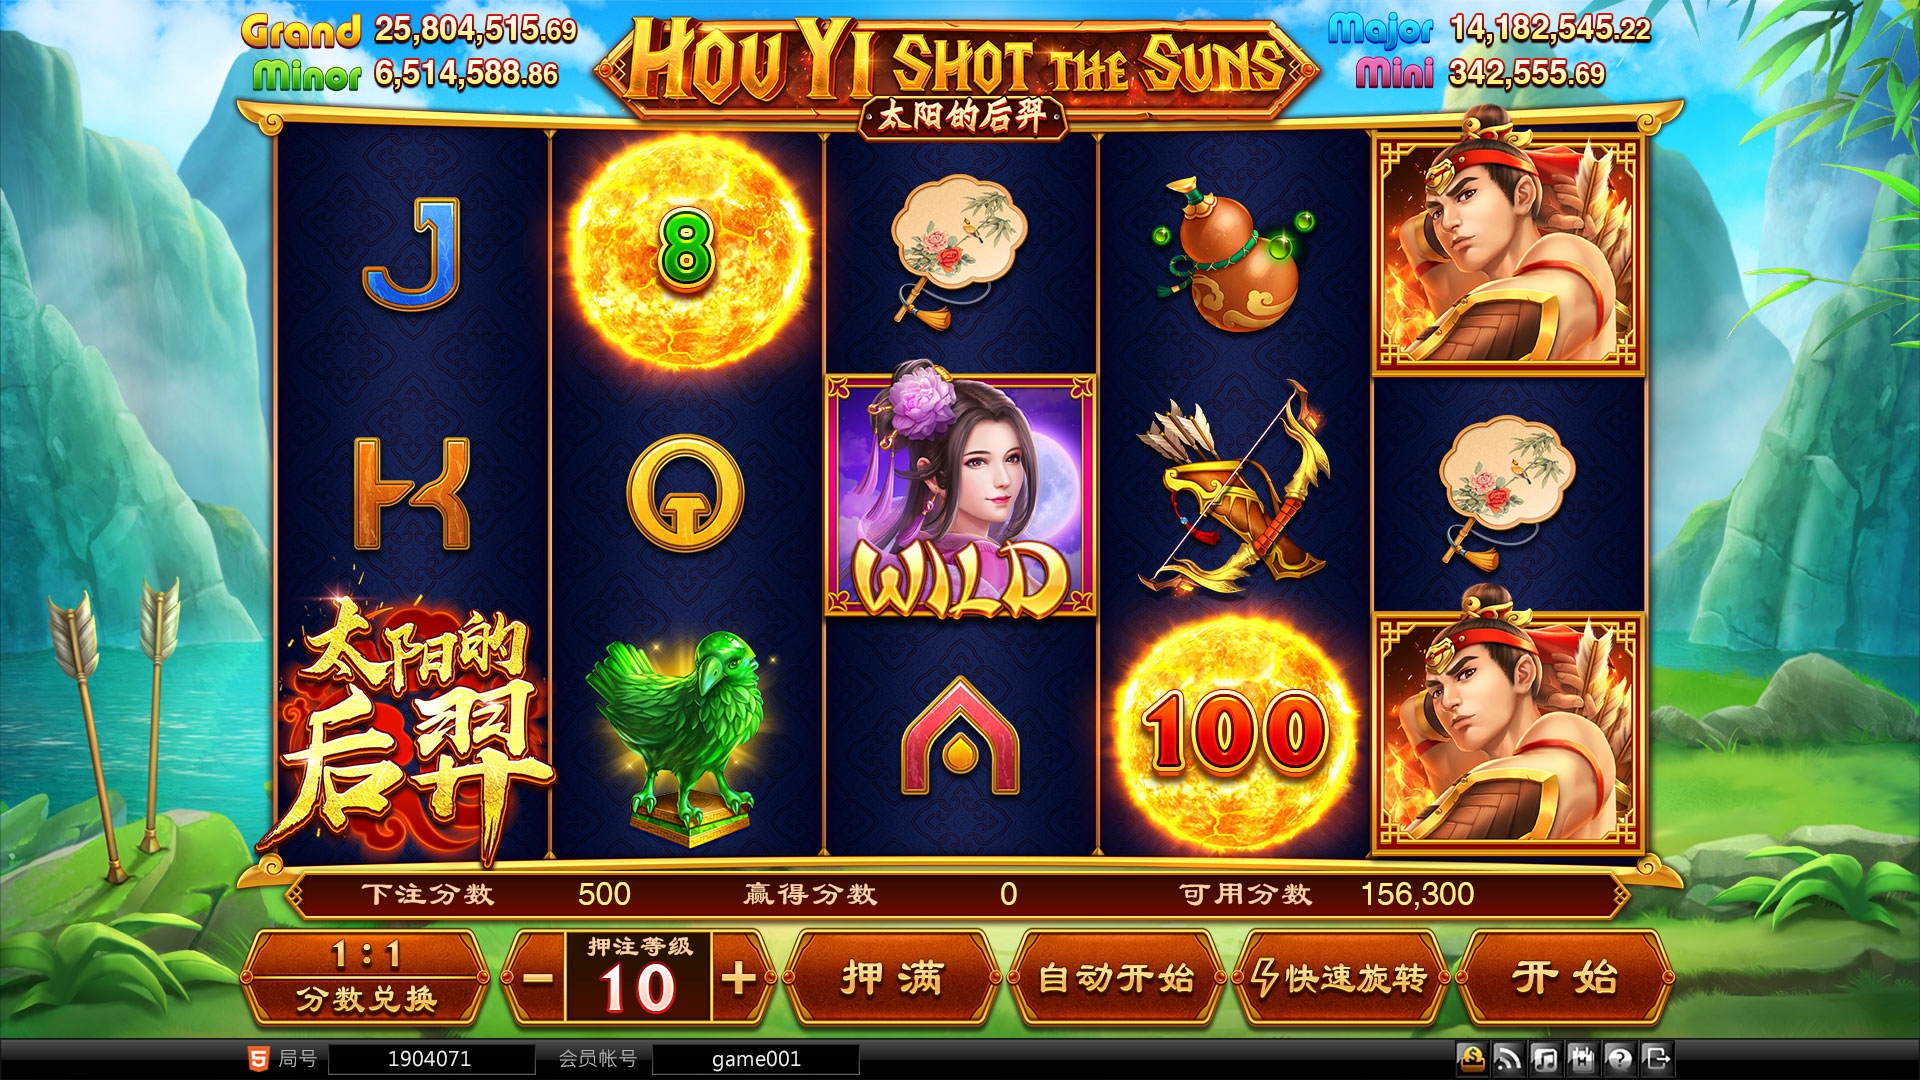 Grand 25,804,515.69
Minor 6,514,588.86
HOU YI SHOT THE SUNS
太阳的后羿
Major 14,182,545.22
Mini 342,555.69
J
8
K
Q
WILD
太阳的
后羿
A
100
下注分数 500 赢得分数 0 可用分数 156,300
1:1
分数兑换
-
押注等级
10
+
押满
自动开始
快速旋转
开始
5 局号 1904071 会员帐号 game001